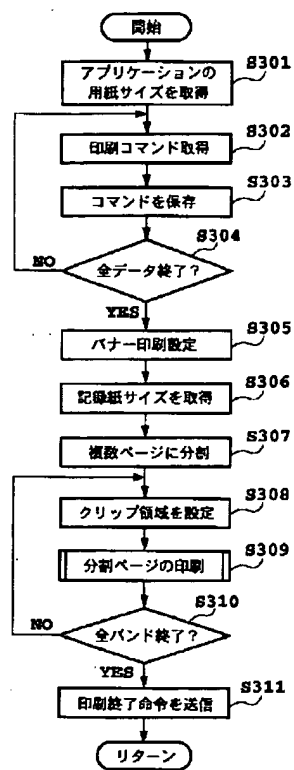 開始
S301
アプリケーションの
用紙サイズを取得
S302
印刷コマンド取得
S303
コマンドを保存
S304
全データ終了?
NO
YES
S305
バナー印刷設定
S306
記録紙サイズを取得
S307
複数ページに分割
S308
クリップ領域を設定
S309
分割ページの印刷
S310
全バンド終了?
NO
YES
S311
印刷終了命令を送信
リターン